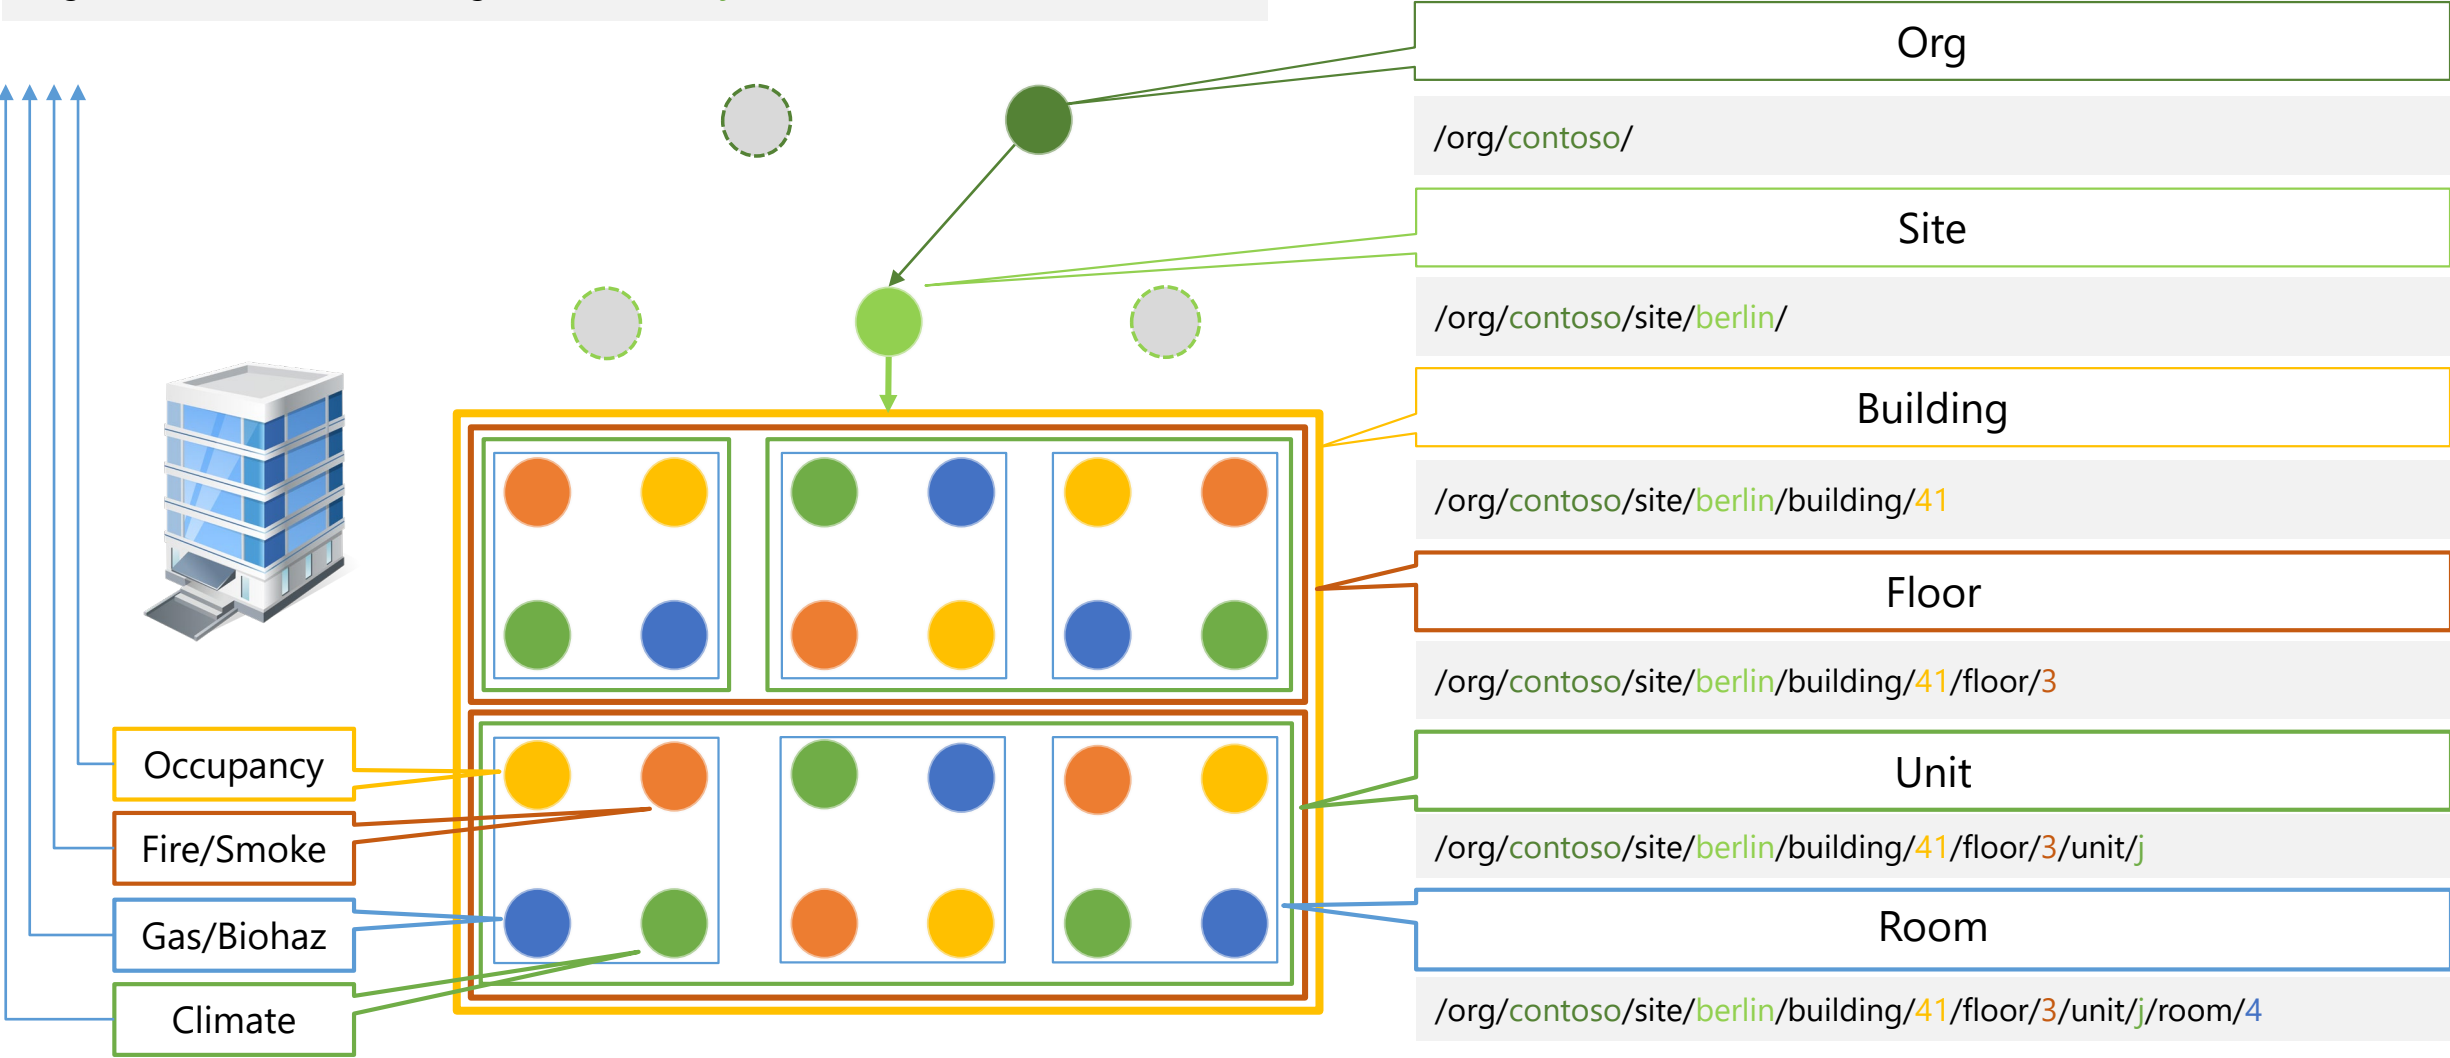 Org
/org/contoso/
Site
/org/contoso/site/berlin/
Building
/org/contoso/site/berlin/building/41
Floor
/org/contoso/site/berlin/building/41/floor/3
Unit
/org/contoso/site/berlin/building/41/floor/3/unit/j
Room
/org/contoso/site/berlin/building/41/floor/3/unit/j/room/4
Occupancy
Fire/Smoke
Gas/Biohaz
Climate